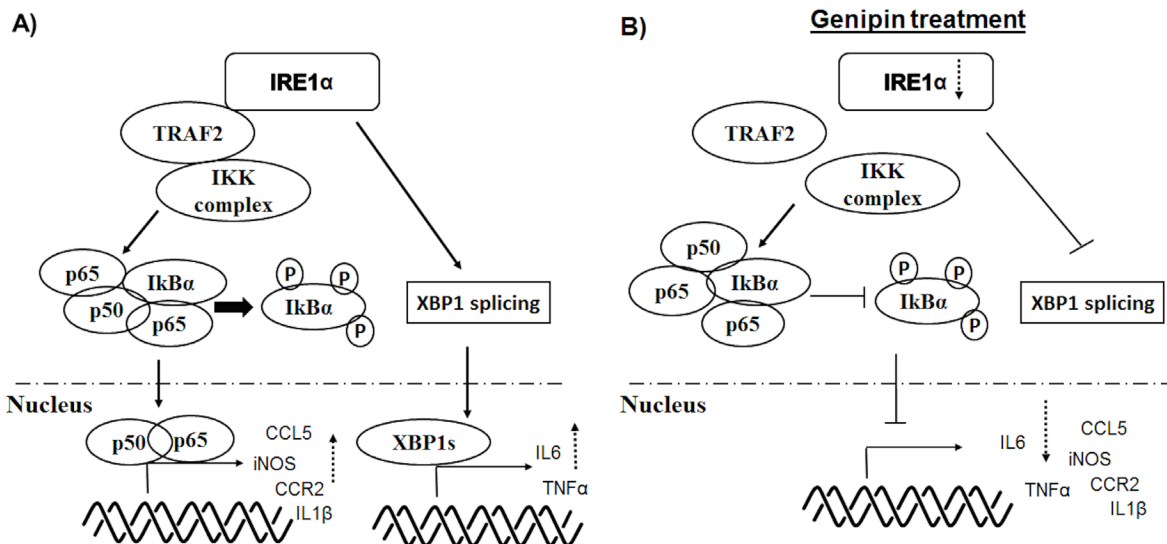 A)
IRE1α
TRAF2
IKK
complex
p65
IkBα
p50
p65
P
P
IkBα
P
XBP1 splicing
Nucleus
p50
p65
CCL5
iNOS
CCR2
IL1β
XBP1s
IL6
TNFα
B)
Genipin treatment
IRE1α
TRAF2
IKK
complex
p50
IkBα
p65
p65
P
P
IkBα
P
XBP1 splicing
Nucleus
IL6
CCL5
iNOS
TNFα
CCR2
IL1β